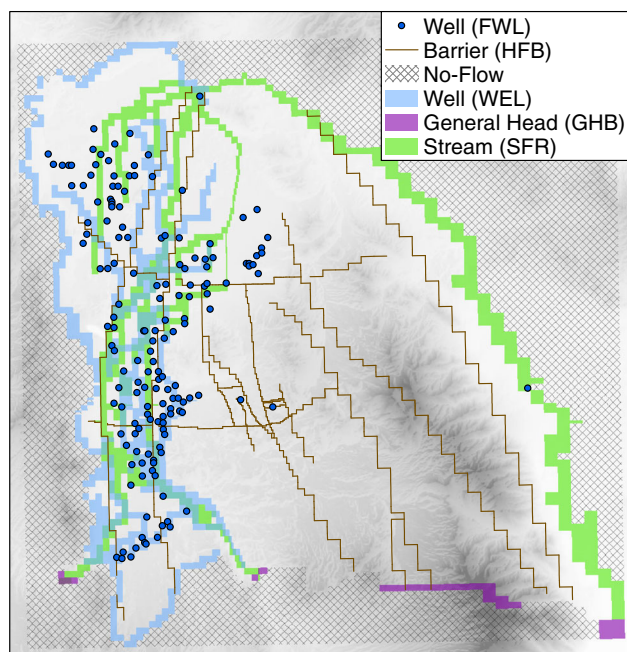 Well (FWL)
Barrier (HFB)
No-Flow
Well (WEL)
General Head (GHB)
Stream (SFR)